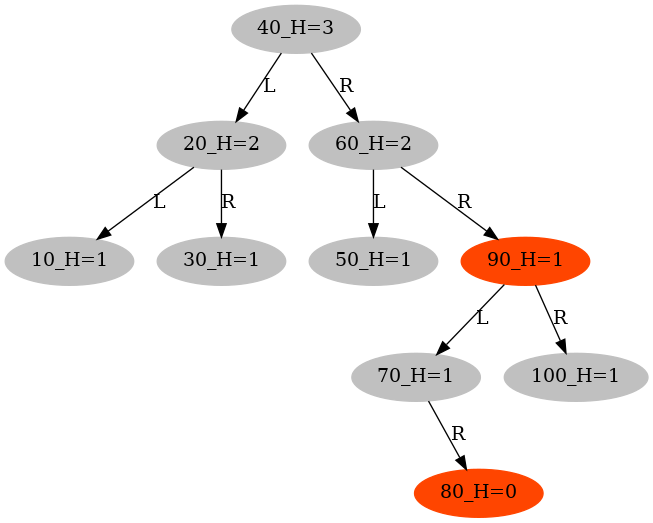 40_H=3
L
R
20_H=2
60_H=2
L
R
L
R
10_H=1
30_H=1
50_H=1
90_H=1
L
R
70_H=1
100_H=1
R
80_H=0